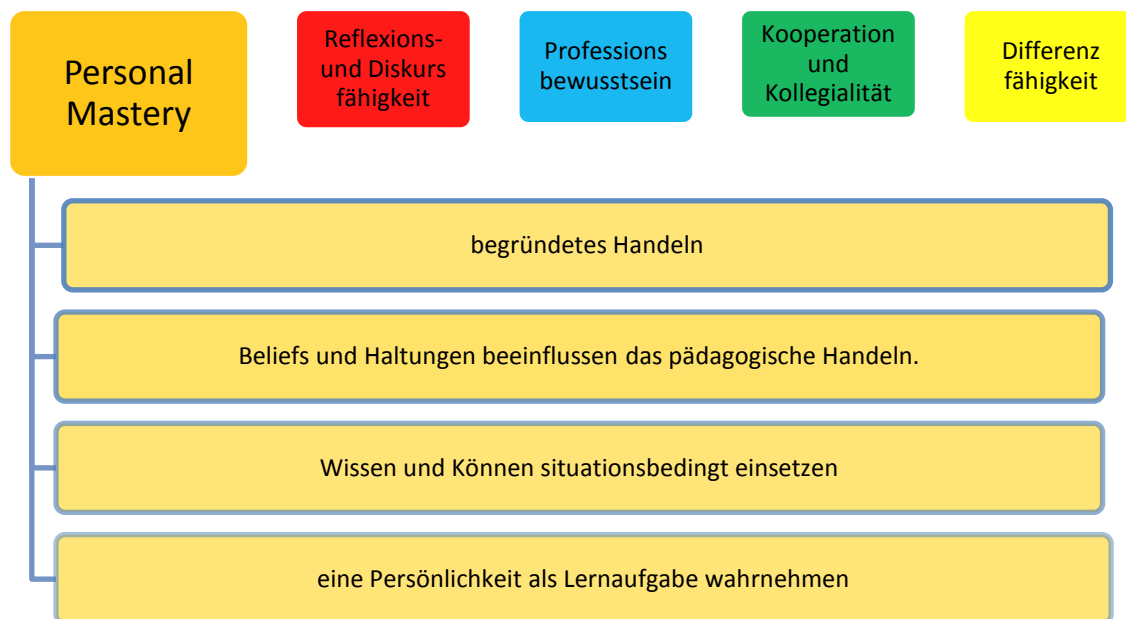 Personal
Mastery
Reflexions-
und Diskurs
fähigkeit
Professions
bewusstsein
Kooperation
und
Kollegialität
Differenz
fähigkeit
begründetes Handeln
Beliefs und Haltungen beeinflussen das pädagogische Handeln.
Wissen und Können situationsbedingt einsetzen
eine Persönlichkeit als Lernaufgabe wahrnehmen